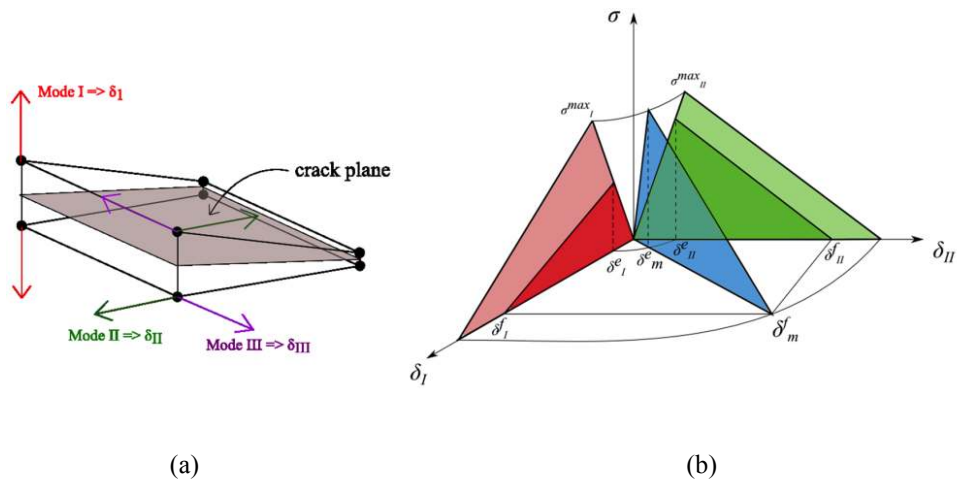 Mode I => δ1
crack plane
Mode II => δII
Mode III => δIII
(a)
σ
σmaxI
σmaxII
δeI
δem
δeII
δfII
δII
δfI
δfm
δI
(b)